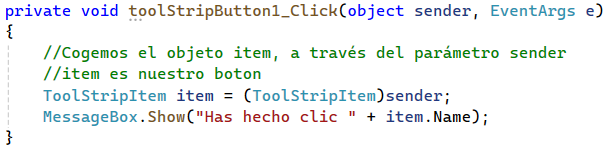 private void toolStripButton1_Click(object sender, EventArgs e)
{
//Cogemos el objeto item, a través del parámetro sender
//item es nuestro boton
ToolStripItem item = (ToolStripItem)sender;
MessageBox.Show("Has hecho clic " + item.Name);
}